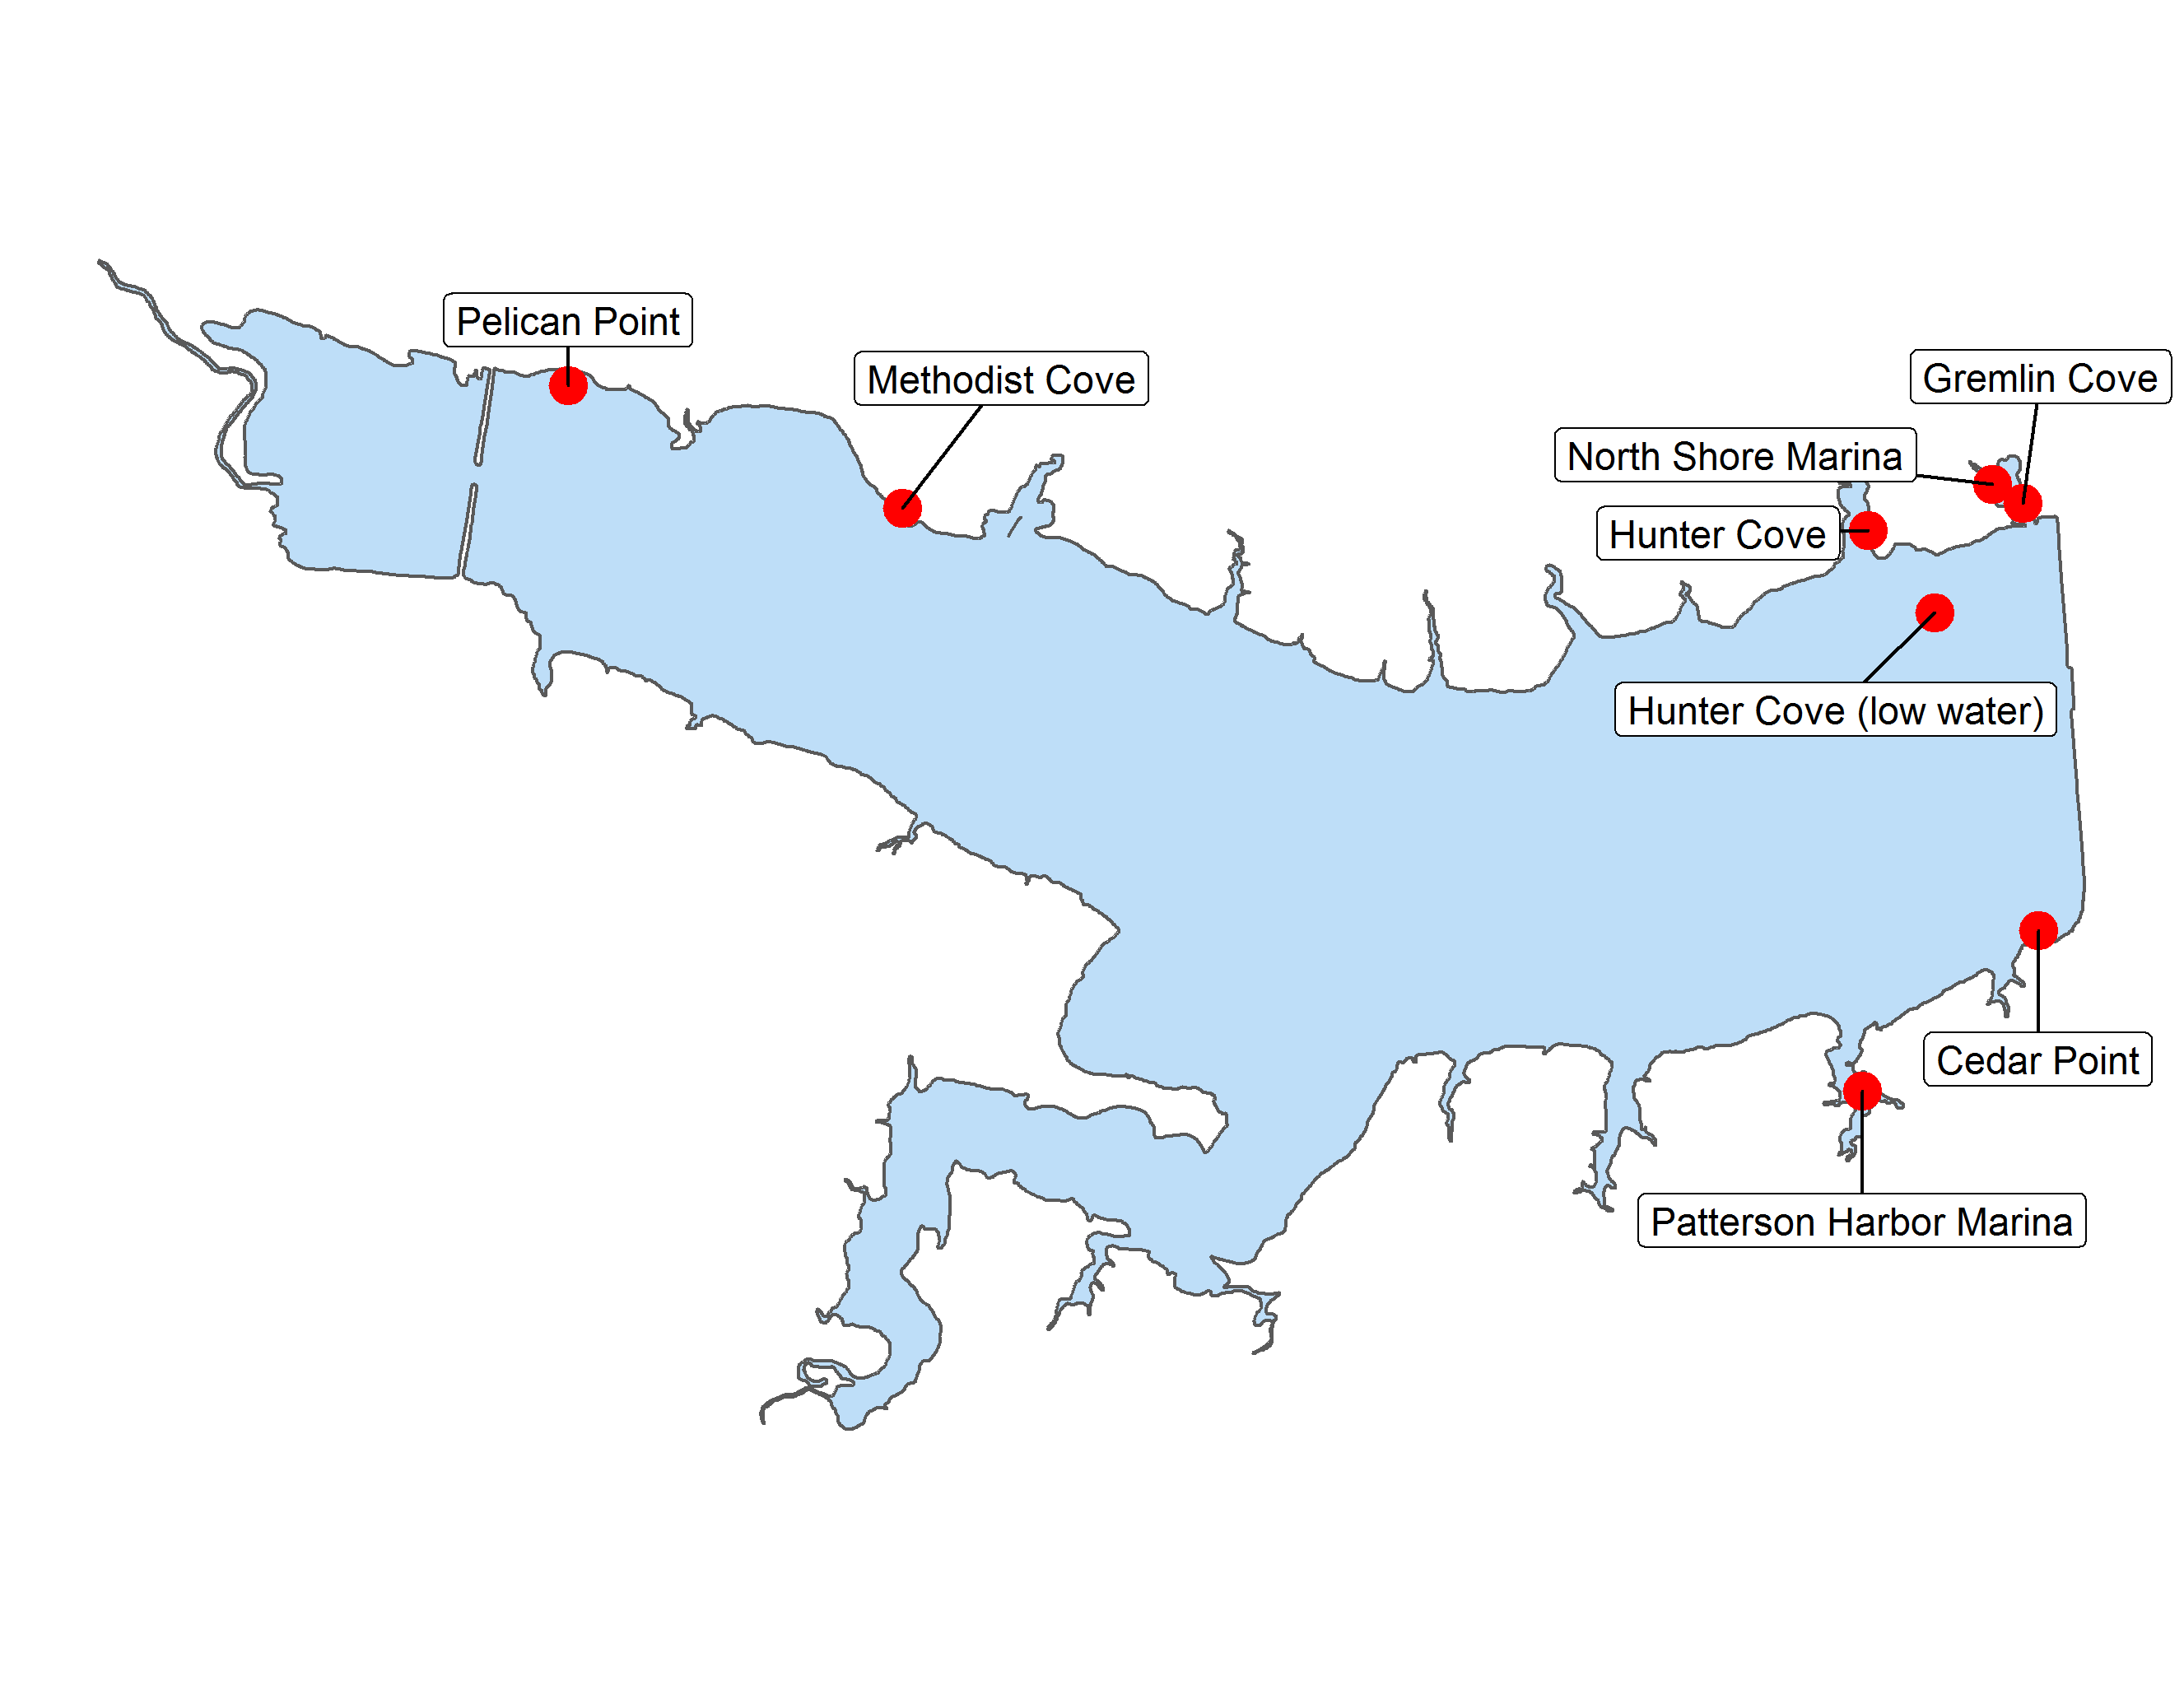 Pelican Point
Methodist Cove
Gremlin Cove
North Shore Marina
Hunter Cove
Hunter Cove (low water)
Cedar Point
Patterson Harbor Marina